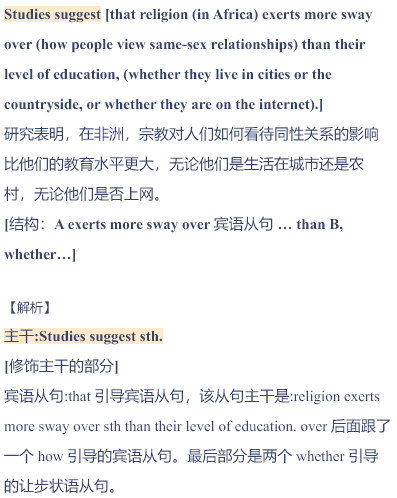 Studies suggest [that religion (in Africa) exerts more sway
over (how people view same-sex relationships) than their
level of education, (whether they live in cities or the
countryside, or whether they are on the internet).]
研究表明，在非洲，宗教对人们如何看待同性关系的影响
比他们的教育水平更大，无论他们是生活在城市还是农
村，无论他们是否上网。
[结构：A exerts more sway over 宾语从句 … than B,
whether…]
【解析】
主干:Studies suggest sth.
[修饰主干的部分]
宾语从句:that 引导宾语从句，该从句主干是:religion exerts
more sway over sth than their level of education. over 后面跟了
一个 how 引导的宾语从句。最后部分是两个 whether 引导
的让步状语从句。